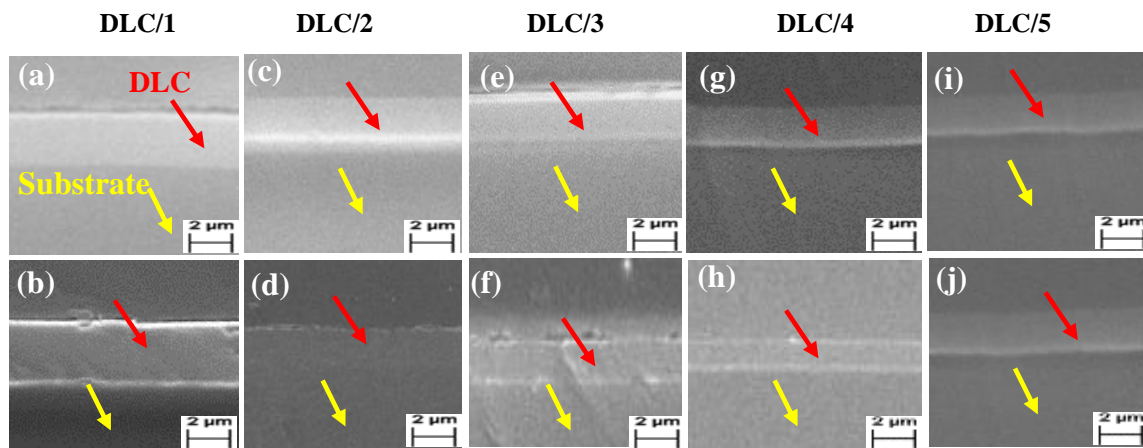 DLC/1 DLC/2 DLC/3 DLC/4 DLC/5
(a) (c) (e) (g) (i)
DLC
Substrate
2 µm 2 µm 2 µm 2 µm 2 µm
(b) (d) (f) (h) (j)
2 µm 2 µm 2 µm 2 µm 2 µm